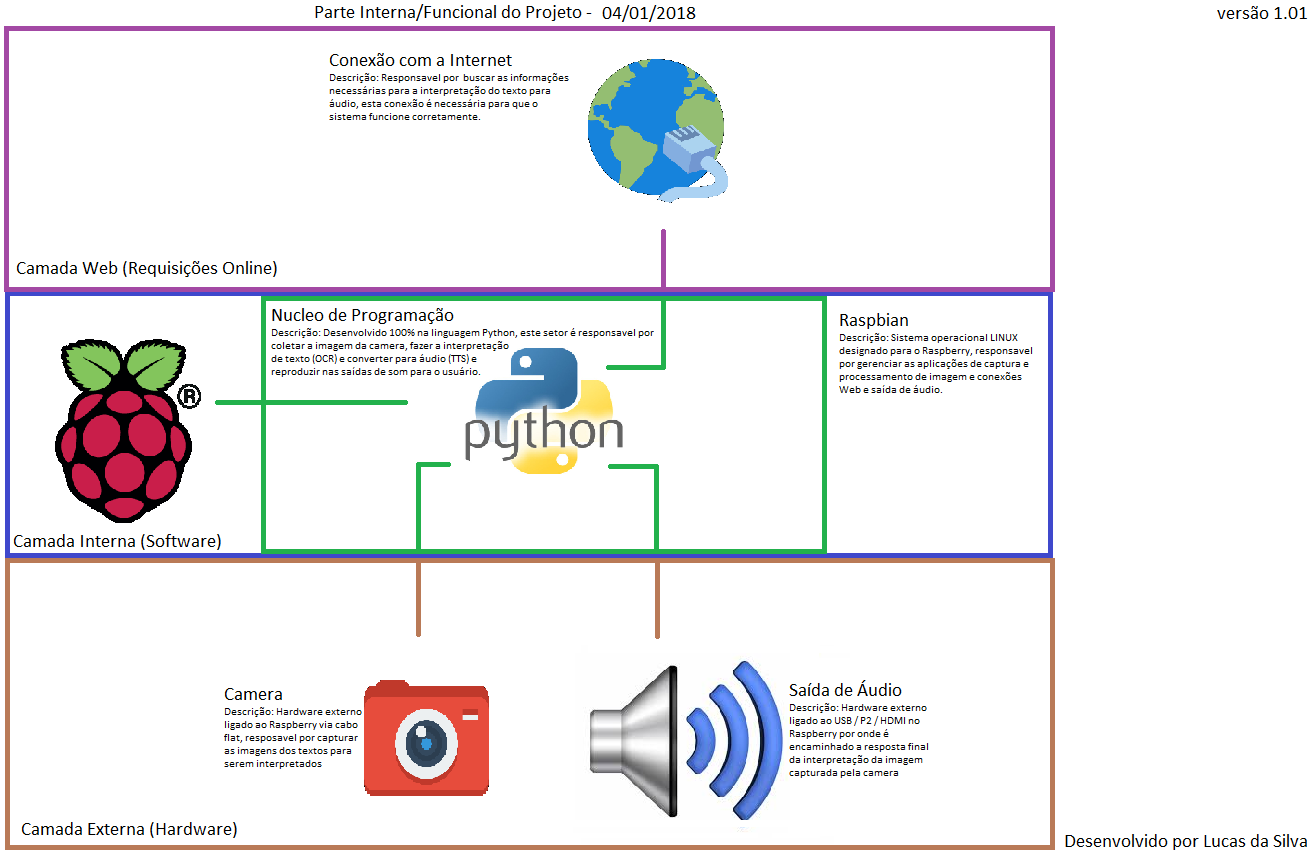 Parte Interna/Funcional do Projeto - 04/01/2018
versão 1.01
Conexão com a Internet
Descrição: Responsavel por buscar as informações
necessárias para a interpretação do texto para
áudio, esta conexão é necessária para que o
sistema funcione corretamente.
Camada Web (Requisições Online)
Nucleo de Programação
Descrição: Desenvolvido 100% na linguagem Python, este setor é responsavel por
coletar a imagem da camera, fazer a interpretação
de texto (OCR) e converter para áudio (TTS) e
reproduzir nas saídas de som para o usuário.
Raspbian
Descrição: Sistema operacional LINUX
designado para o Raspberry, responsavel
por gerenciar as aplicações de captura e
processamento de imagem e conexões
Web e saída de áudio.
®
python
Camada Interna (Software)
Camera
Descrição: Hardware externo
ligado ao Raspberry via cabo
flat, resposavel por capturar
as imagens dos textos para
serem interpretados
Saída de Áudio
Descrição: Hardware externo
ligado ao USB / P2 / HDMI no
Raspberry por onde é
encaminhado a resposta final
da interpretação da imagem
capturada pela camera
Camada Externa (Hardware)
Desenvolvido por Lucas da Silva